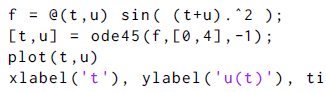 f = @(t,u) sin( (t+u).^2 );
[t,u] = ode45(f,[0,4],-1);
plot(t,u)
xlabel('t'), ylabel('u(t)'), ti